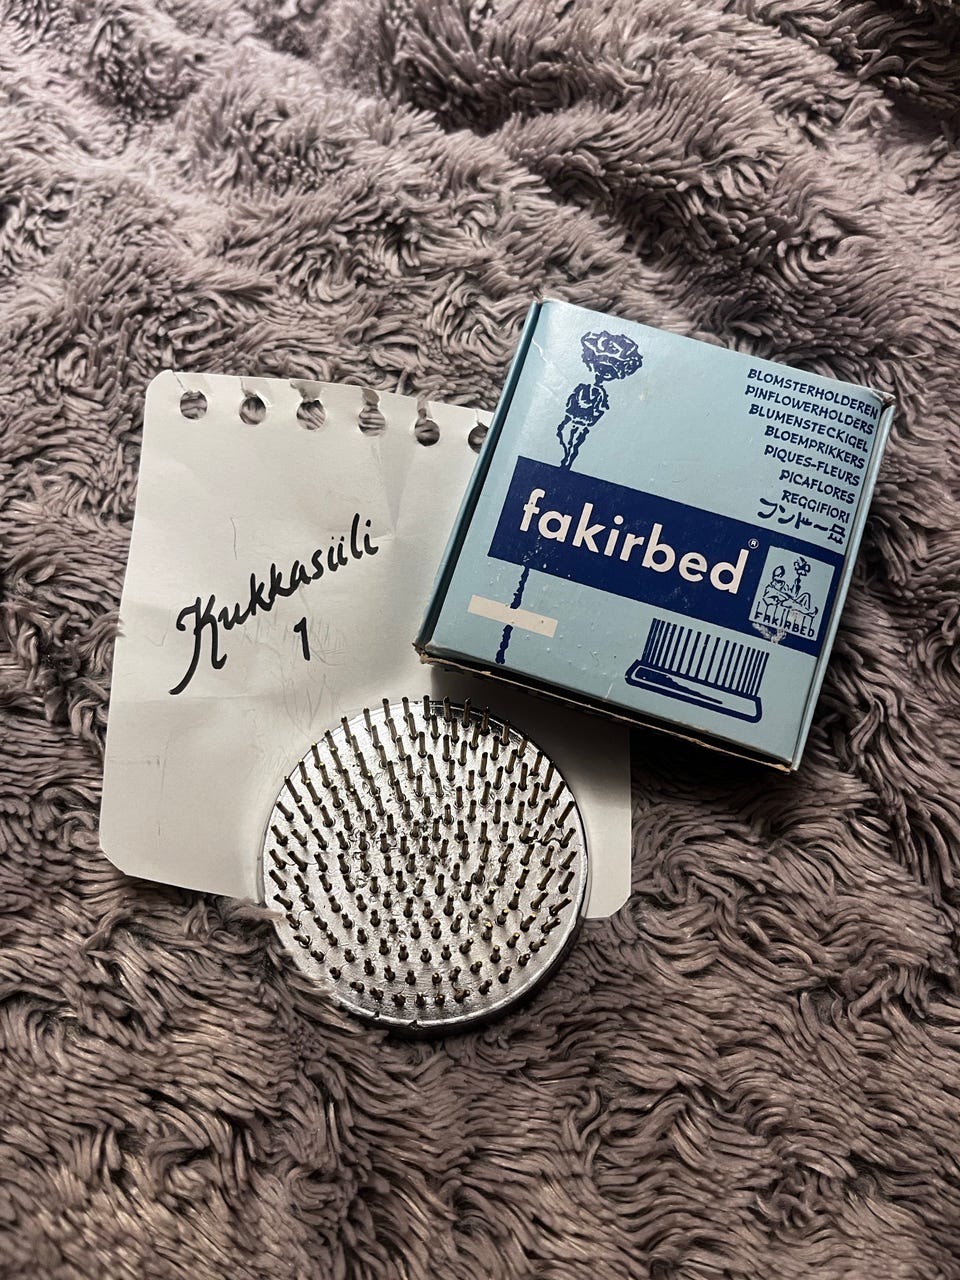 Kukkasiili
1
BLOMSTERHOLDEREN
PINFLOWERHOLDERS
BLUMENSTECKIGEL
BLOEMPRIKKERS
PIQUES-FLEURS
PICAFLORES
REGGIFIORI
fakirbed®
FAKIRBED